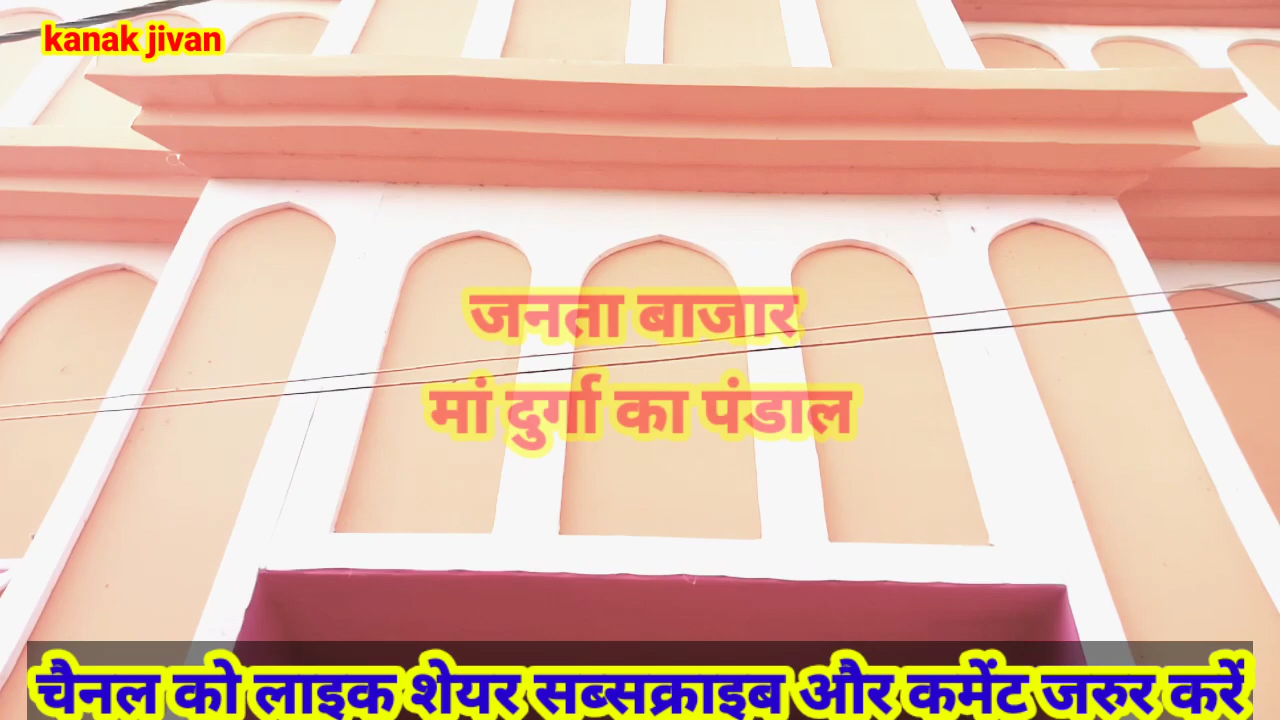 kanak jivan
जनता बाजार
मां दुर्गा का पंडाल
चैनल को लाइक शेयर सब्सक्राइब और कमेंट जरुर करें